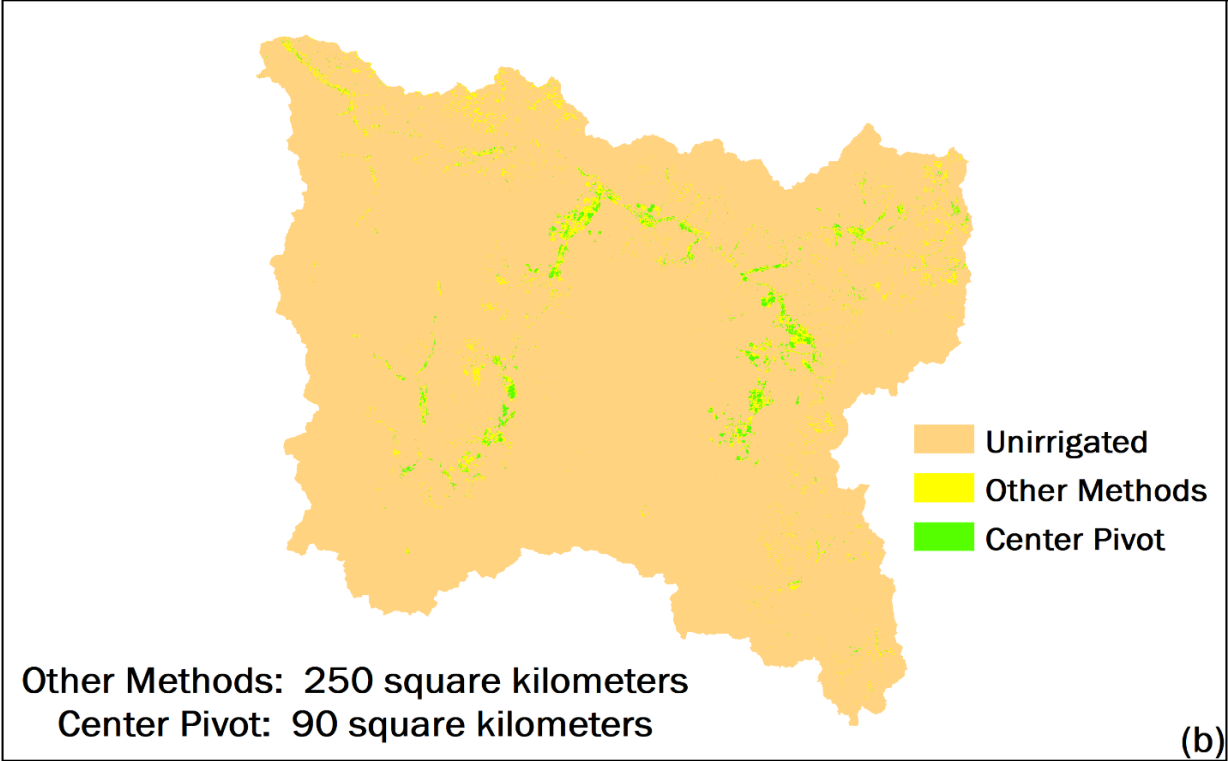 Unirrigated
Other Methods
Center Pivot
Other Methods: 250 square kilometers
Center Pivot: 90 square kilometers
(b)